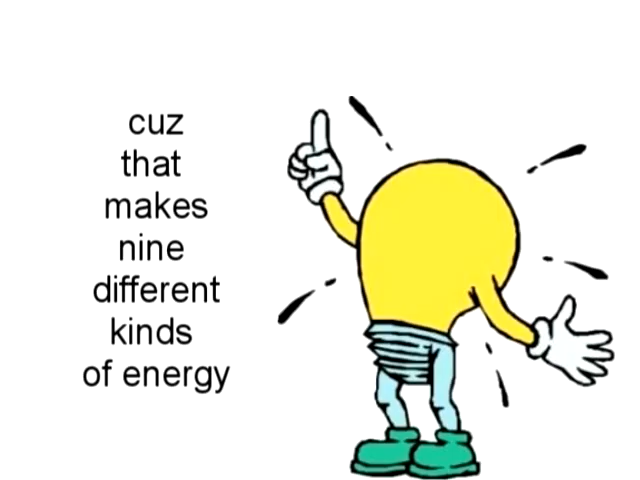 cuz
that
makes
nine
different
kinds
of energy